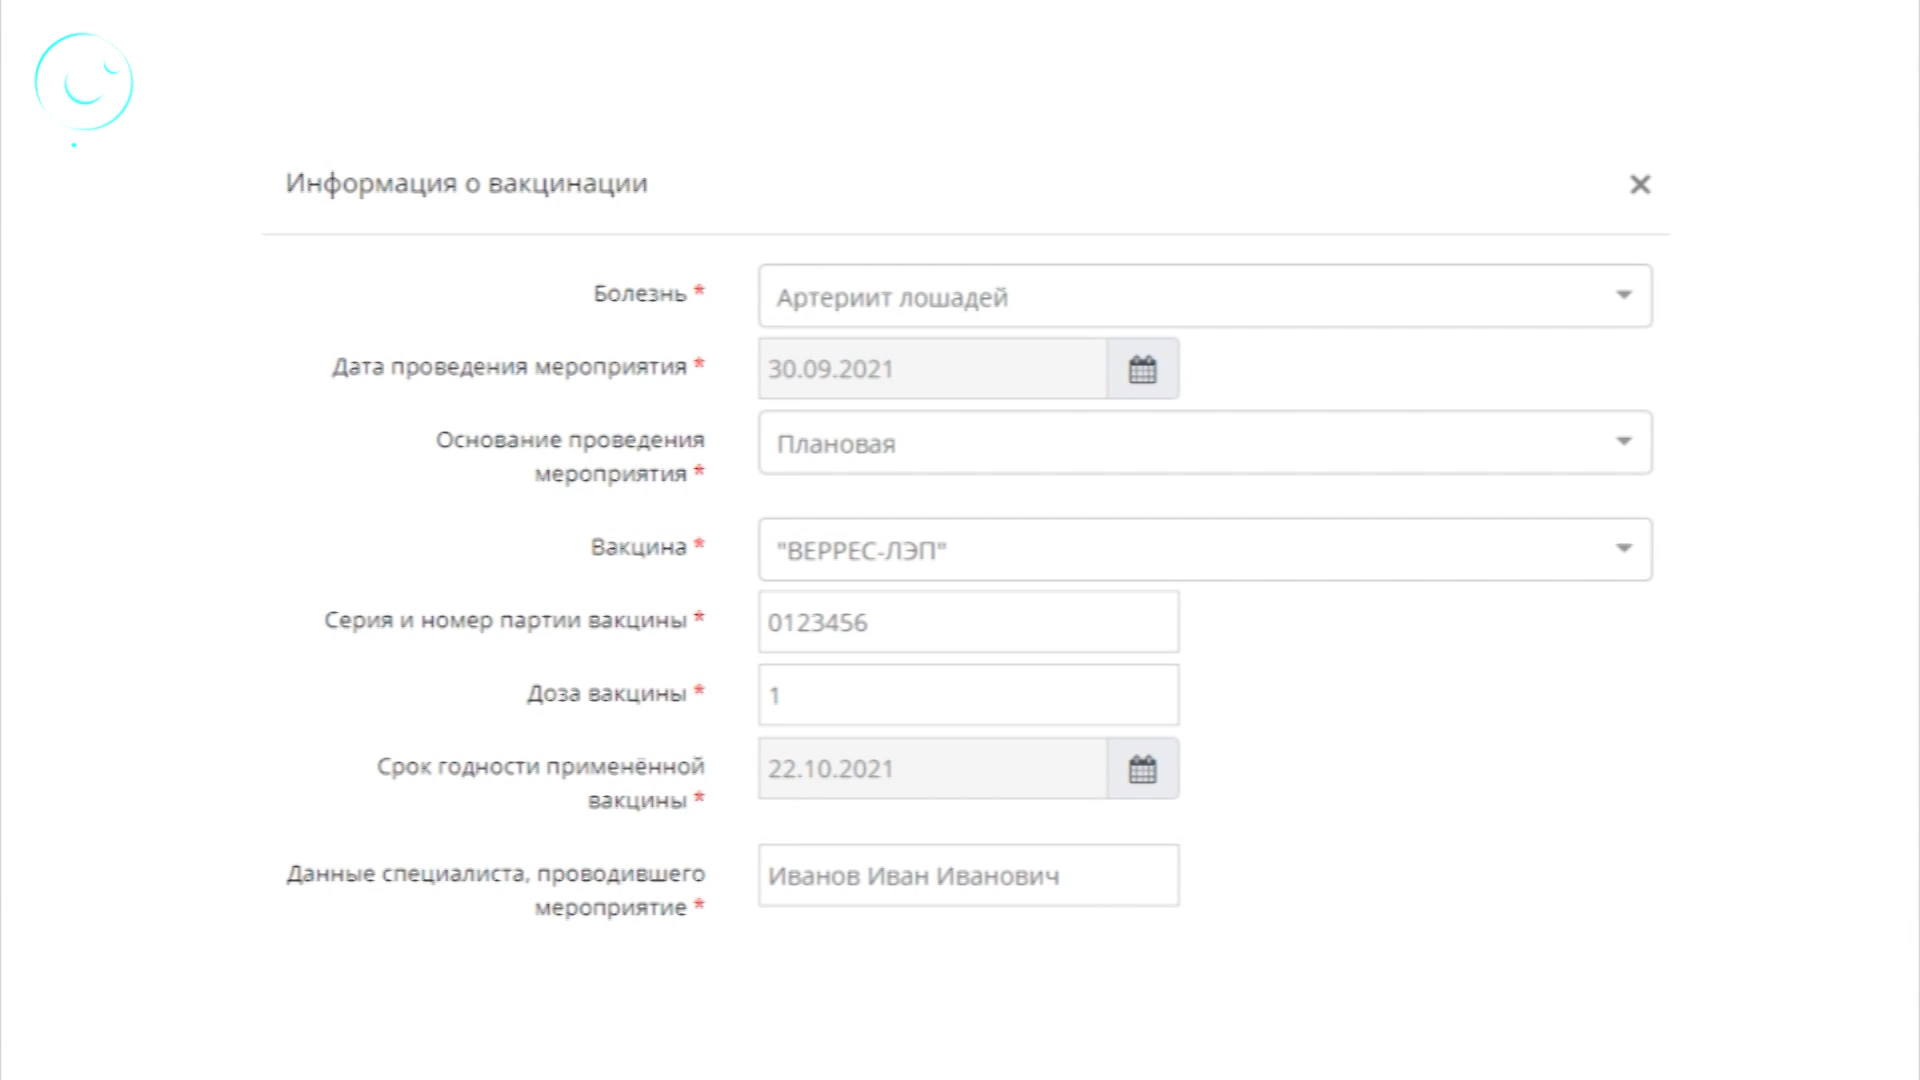 Информация о вакцинации
Болезнь *
Артериит лошадей
Дата проведения мероприятия *
30.09.2021
Основание проведения
мероприятия *
Плановая
Вакцина *
"ВЕРРЕС-ЛЭП"
Серия и номер партии вакцины *
0123456
Доза вакцины *
1
Срок годности применённой
вакцины *
22.10.2021
Данные специалиста, проводившего
мероприятие *
Иванов Иван Иванович